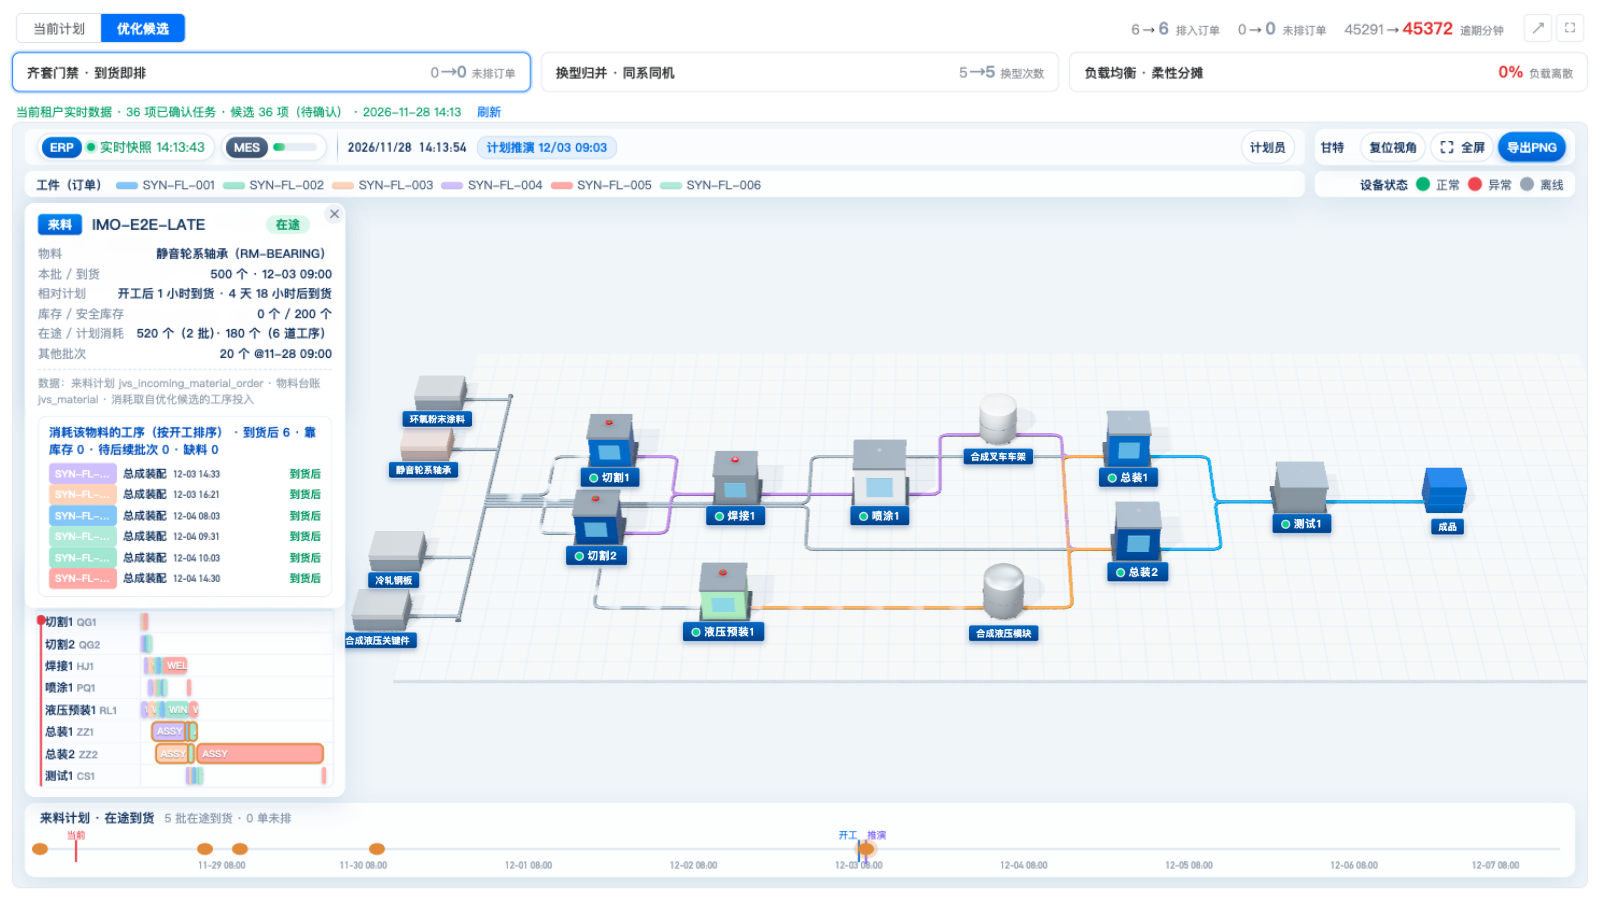 当前计划 优化候选 6→6 排入订单 0→0 未排订单 45291→45372 逾期分钟
齐套门禁 · 到货即排 0→0 未排订单 换型归并 · 同系同机 5→5 换型次数 负载均衡 · 柔性分摊 0% 负载离散
当前租户实时数据 · 36 项已确认任务 · 候选 36 项（待确认） · 2026-11-28 14:13 刷新
ERP 实时快照 14:13:43 MES 2026/11/28 14:13:54 计划推演 12/03 09:03 计划员 甘特 复位视角 全屏 导出PNG
工件（订单） SYN-FL-001 SYN-FL-002 SYN-FL-003 SYN-FL-004 SYN-FL-005 SYN-FL-006 设备状态 正常 异常 离线
来料 IMO-E2E-LATE 在途
物料 静音轮系轴承（RM-BEARING）
本批 / 到货 500 个 · 12-03 09:00
相对计划 开工后 1 小时到货 · 4 天 18 小时后到货
库存 / 安全库存 0 个 / 200 个
在途 / 计划消耗 520 个（2 批）· 180 个（6 道工序）
其他批次 20 个 @11-28 09:00
数据：来料计划 jvs_incoming_material_order · 物料台账
jvs_material · 消耗取自优化候选的工序投入
消耗该物料的工序（按开工排序） · 到货后 6 · 靠
库存 0 · 待后续批次 0 · 缺料 0
SYN-FL-... 总成装配 12-03 14:33 到货后
SYN-FL-... 总成装配 12-03 16:21 到货后
SYN-FL-... 总成装配 12-04 08:03 到货后
SYN-FL-... 总成装配 12-04 09:31 到货后
SYN-FL-... 总成装配 12-04 10:03 到货后
SYN-FL-... 总成装配 12-04 14:30 到货后
切割1 QG1
切割2 QG2
焊接1 HJ1 WEL
喷涂1 PQ1
液压预装1 RL1 WIN
总装1 ZZ1 ASSY
总装2 ZZ2 ASSY ASSY
测试1 CS1
环氧粉末涂料
静音轮系轴承
冷轧钢板
合成液压关键件
切割1
切割2
焊接1
液压预装1
喷涂1
合成叉车车架
合成液压模块
总装1
总装2
测试1
成品
来料计划 · 在途到货 5 批在途到货 · 0 单未排
当前 开工 推演
11-29 08:00 11-30 08:00 12-01 08:00 12-02 08:00 12-03 08:00 12-04 08:00 12-05 08:00 12-06 08:00 12-07 08:00